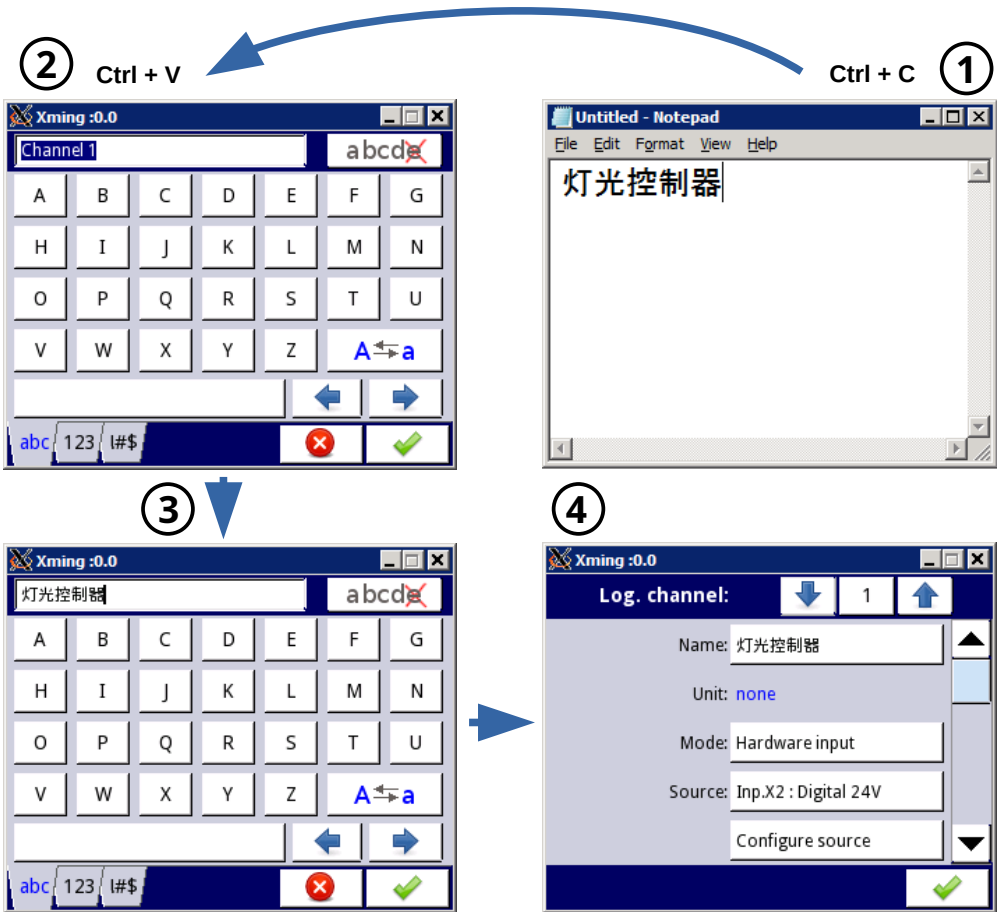 2 Ctrl + V
Ctrl + C 1
Xming :0.0
Channel 1 abcde
A B C D E F G
H I J K L M N
O P Q R S T U
V W X Y Z A a
abc 123 !#$
Untitled - Notepad
File Edit Format View Help
灯光控制器
3
Xming :0.0
灯光控制器 abcde
A B C D E F G
H I J K L M N
O P Q R S T U
V W X Y Z A a
abc 123 !#$
4
Xming :0.0
Log. channel: 1
Name: 灯光控制器
Unit: none
Mode: Hardware input
Source: Inp.X2 : Digital 24V
Configure source